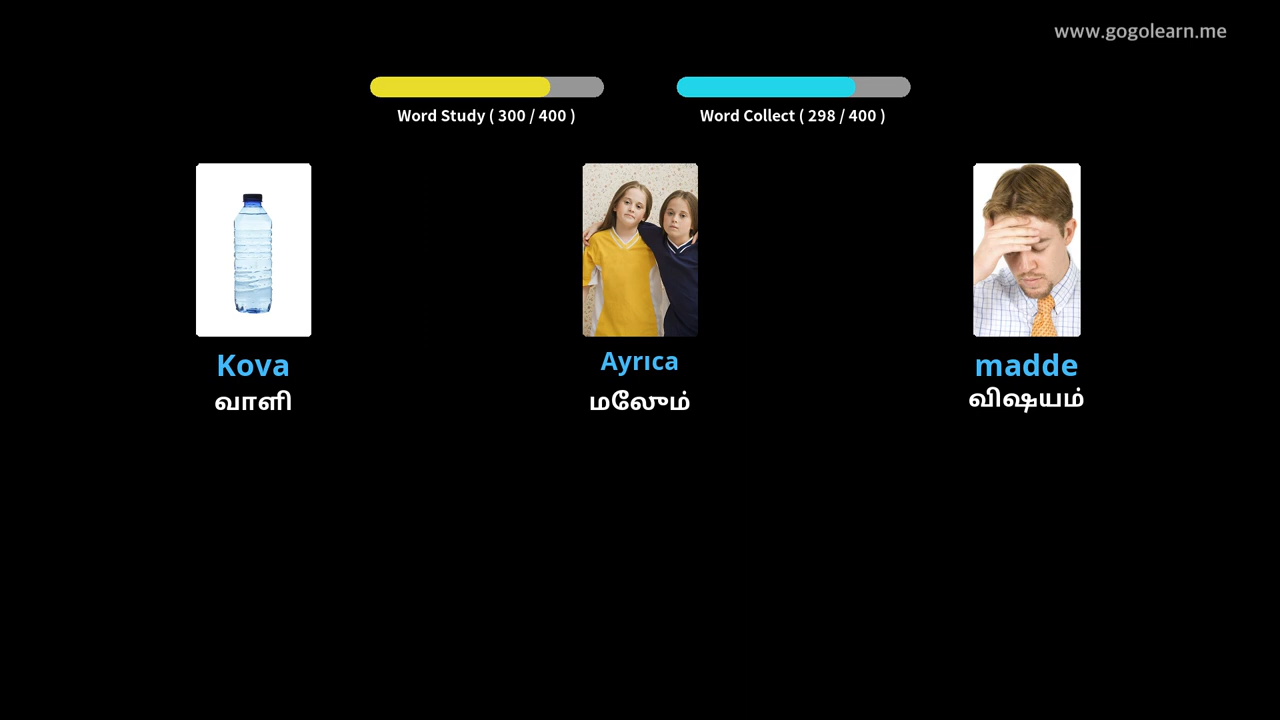 www.gogolearn.me
Word Study ( 300 / 400 )
Word Collect ( 298 / 400 )
Kova
Ayrıca
madde
வாளி
மலேும்
விஷயம்